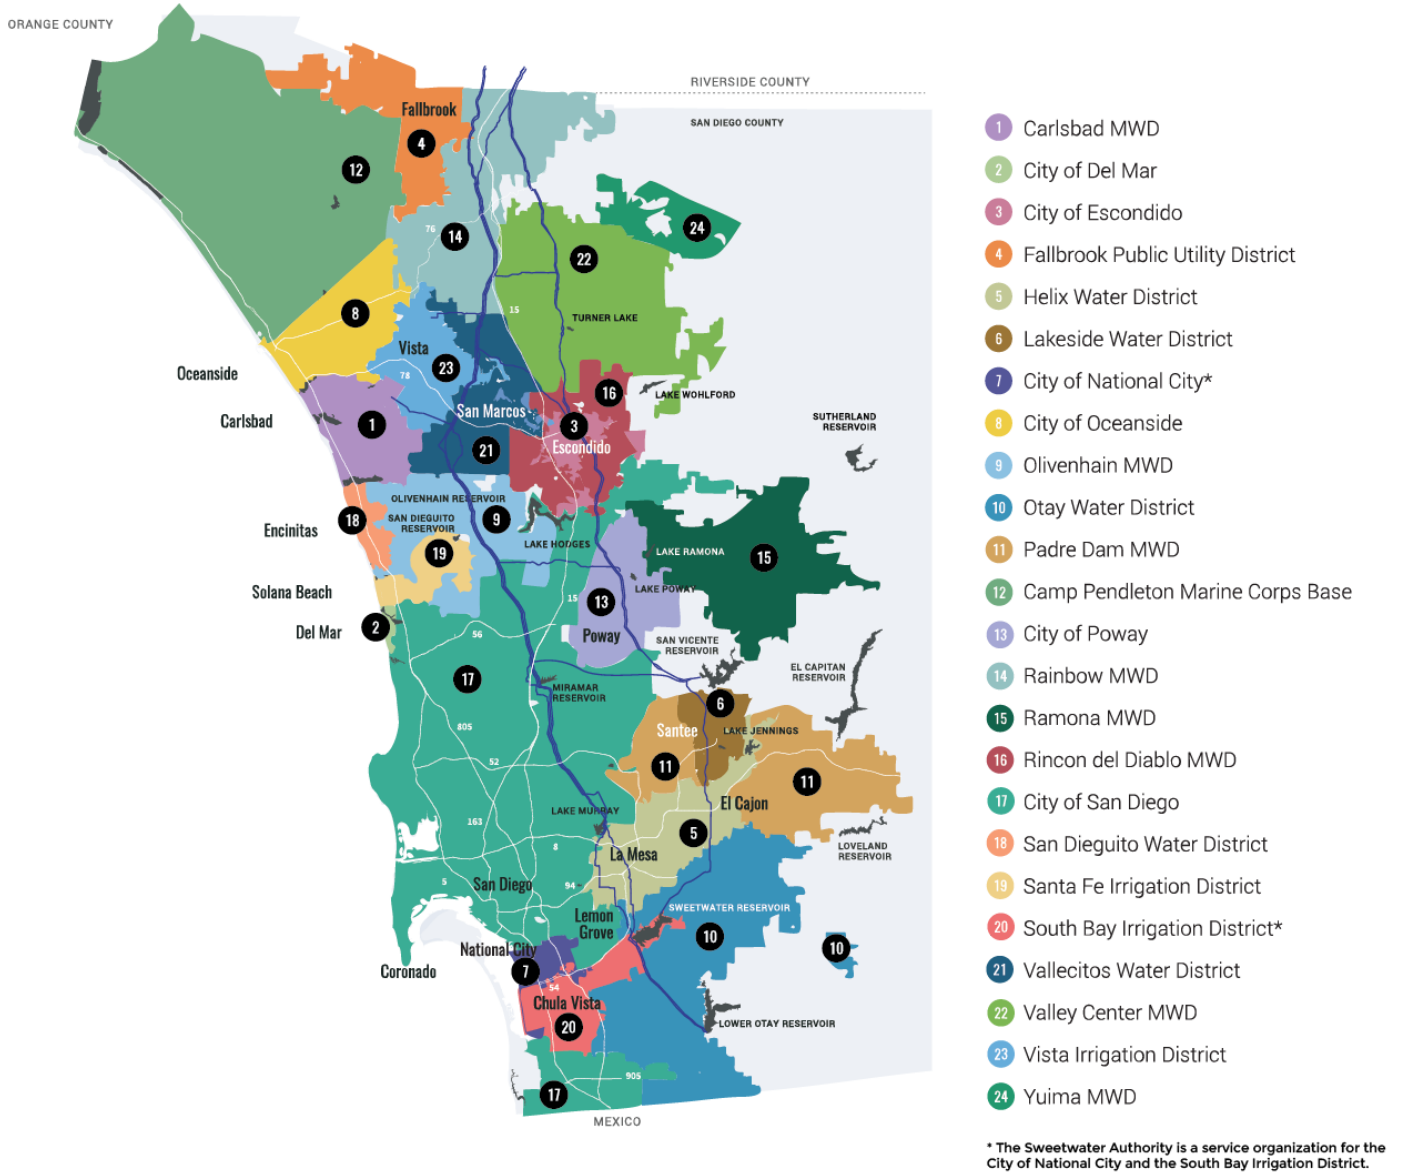 ORANGE COUNTY
RIVERSIDE COUNTY
SAN DIEGO COUNTY
Fallbrook
4
12
24
76
14
22
8
15
TURNER LAKE
Vista
23
78
Oceanside
16
LAKE WOHLFORD
San Marcos
Carlsbad
1
3
Escondido
SUTHERLAND
RESERVOIR
21
OLIVENHAIN RESERVOIR
18
SAN DIEGUITO
RESERVOIR
9
Encinitas
19
LAKE HODGES
LAKE RAMONA
15
Solana Beach
LAKE POWAY
15
13
Del Mar
2
56
Poway
SAN VICENTE
RESERVOIR
EL CAPITAN
RESERVOIR
17
MIRAMAR
RESERVOIR
6
805
Santee
LAKE JENNINGS
52
11
11
El Cajon
LAKE MURRAY
163
5
8
La Mesa
LOVELAND
RESERVOIR
5
San Diego
94
Lemon
Grove
SWEETWATER RESERVOIR
10
10
National City
7
Coronado
54
Chula Vista
20
LOWER OTAY RESERVOIR
905
17
MEXICO
1 Carlsbad MWD
2 City of Del Mar
3 City of Escondido
4 Fallbrook Public Utility District
5 Helix Water District
6 Lakeside Water District
7 City of National City*
8 City of Oceanside
9 Olivenhain MWD
10 Otay Water District
11 Padre Dam MWD
12 Camp Pendleton Marine Corps Base
13 City of Poway
14 Rainbow MWD
15 Ramona MWD
16 Rincon del Diablo MWD
17 City of San Diego
18 San Dieguito Water District
19 Santa Fe Irrigation District
20 South Bay Irrigation District*
21 Vallecitos Water District
22 Valley Center MWD
23 Vista Irrigation District
24 Yuima MWD
* The Sweetwater Authority is a service organization for the
City of National City and the South Bay Irrigation District.